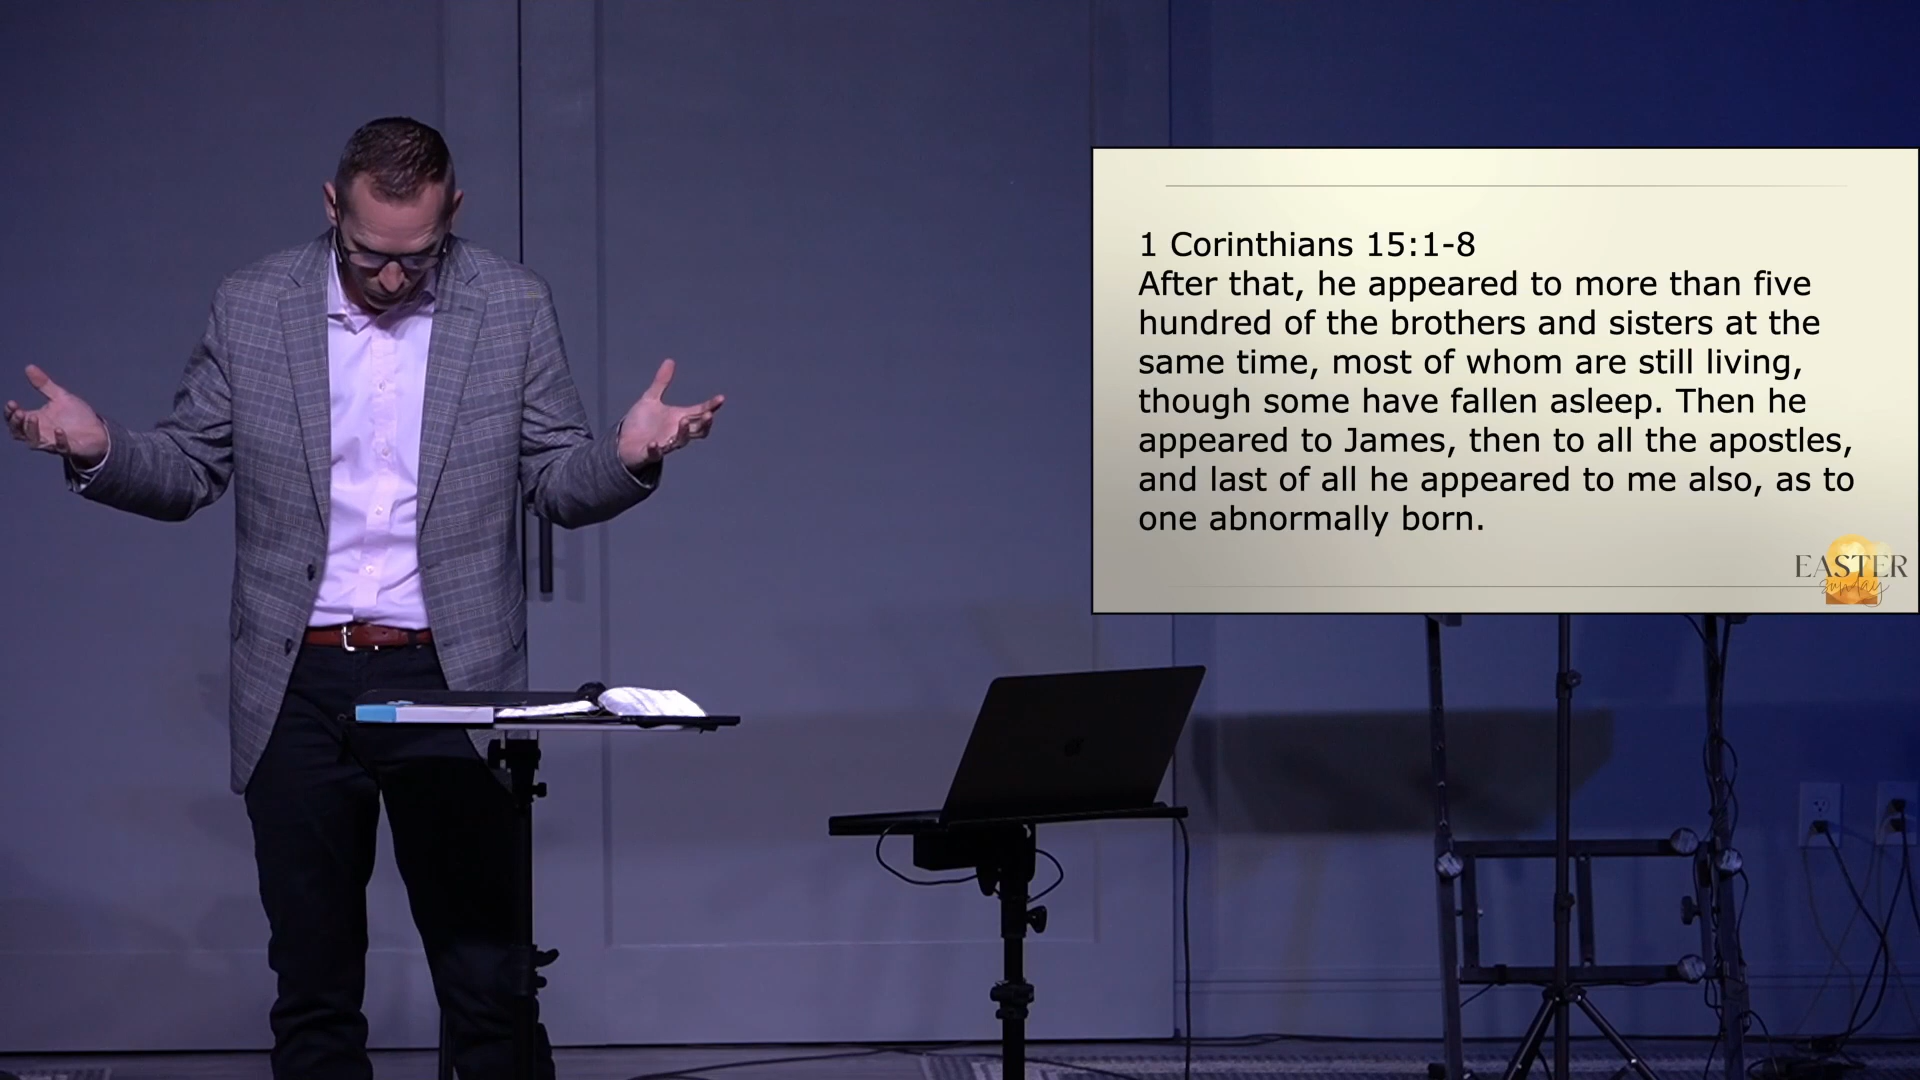 1 Corinthians 15:1-8
After that, he appeared to more than five
hundred of the brothers and sisters at the
same time, most of whom are still living,
though some have fallen asleep. Then he
appeared to James, then to all the apostles,
and last of all he appeared to me also, as to
one abnormally born.
EASTER
sunday